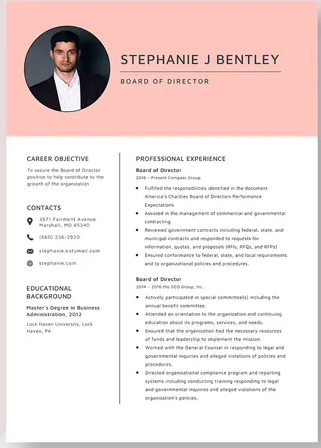 STEPHANIE J BENTLEY
BOARD OF DIRECTOR
CAREER OBJECTIVE
To secure the Board of Director
position to help contribute to the
growth of the organization
CONTACTS
3571 Fairmont Avenue
Marshall, MO 65340
(660) 236-3920
stephanie@stumail.com
stephanie.com
EDUCATIONAL
BACKGROUND
Master's Degree in Business
Administration, 2012
Lock Haven University, Lock
Haven, PA
PROFESSIONAL EXPERIENCE
Board of Director
2016 - Present Compass Group,
Fulfilled the responsibilities identified in the document
America's Charities Board of Directors Performance
Expectations
Assisted in the management of commercial and governmental
contracting.
Reviewed government contracts including federal, state, and
municipal contracts and responded to requests for
information, quotes, and proposals (RFIs, RFQs, and RFPs)
Ensured conformance to federal, state, and local requirements
and to organizational policies and procedures.
Board of Director
2014 - 2016 the GEO Group, Inc.
Actively participated in special committee(s) including the
annual benefit committee.
Attended an orientation to the organization and continuing
education about its programs, services, and needs.
Ensured that the organization had the necessary resources
of funds and leadership to implement the mission.
Worked with the General Counsel in responding to legal and
governmental inquiries and alleged violations of policies and
procedures.
Directed organizational compliance program and reporting
systems including conducting training responding to legal
and governmental inquiries and alleged violations of the
organization's policies.